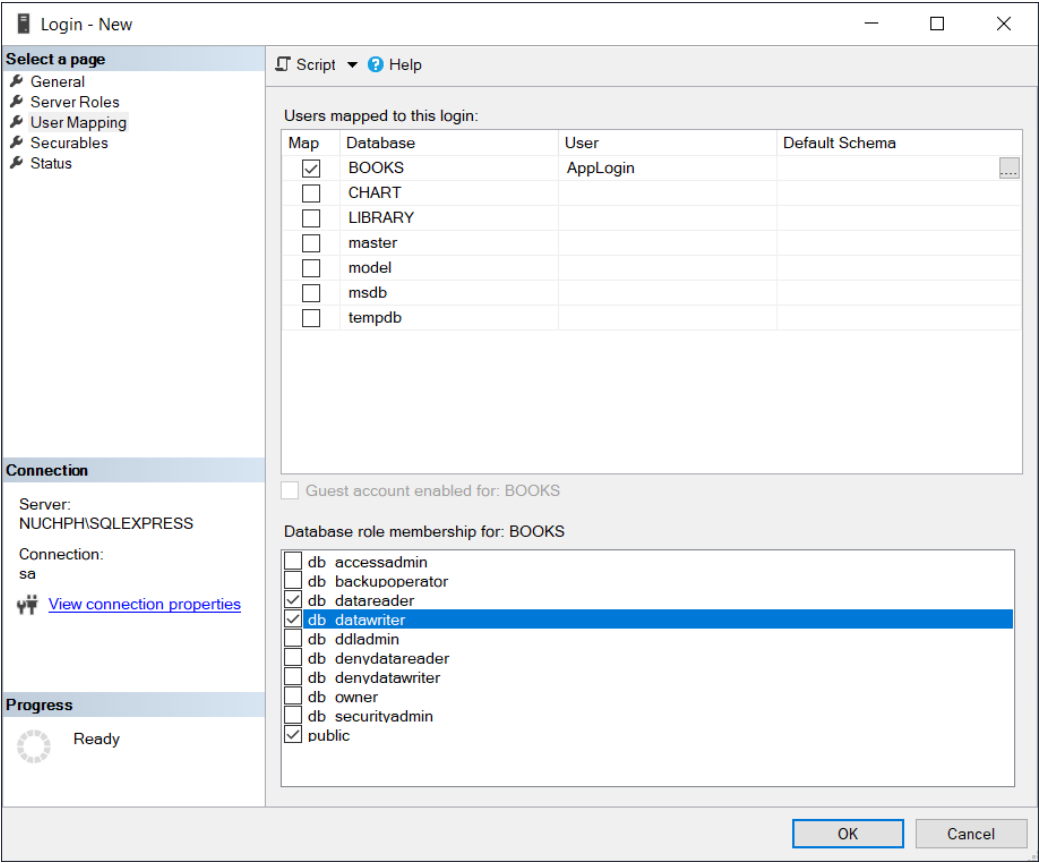 Login - New
Select a page
General
Server Roles
User Mapping
Securables
Status
Script Help
Users mapped to this login:
Map Database User Default Schema
BOOKS AppLogin ....
CHART
LIBRARY
master
model
msdb
tempdb
Guest account enabled for: BOOKS
Database role membership for: BOOKS
db_accessadmin
db_backupoperator
db_datareader
db_datawriter
db_ddladmin
db_denydatareader
db_denydatawriter
db_owner
db_securityadmin
public
Connection
Server:
NUCHPH\SQLEXPRESS
Connection:
sa
View connection properties
Progress
Ready
OK Cancel